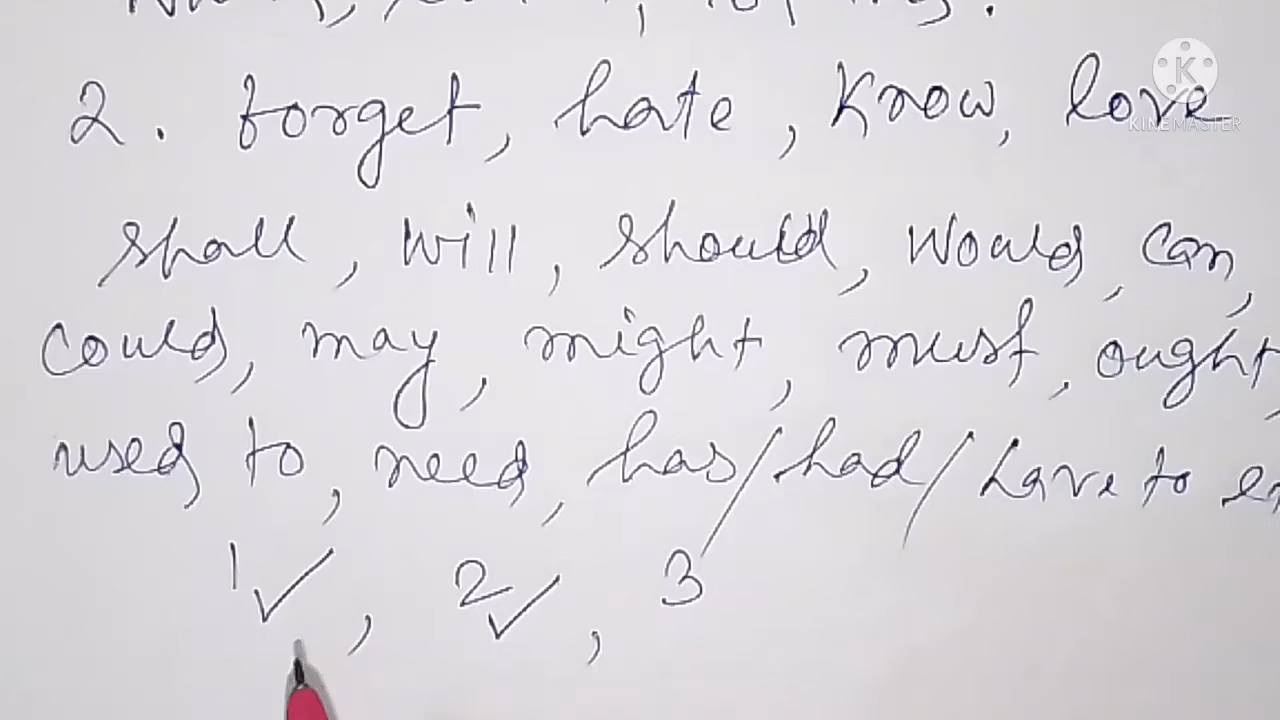 2. forget, hate, know, love
shall, will, should, would, can,
could, may, might, must, ought,
used to, need, has/had/have to
1✓, 2✓, 3
K
KINEMASTER